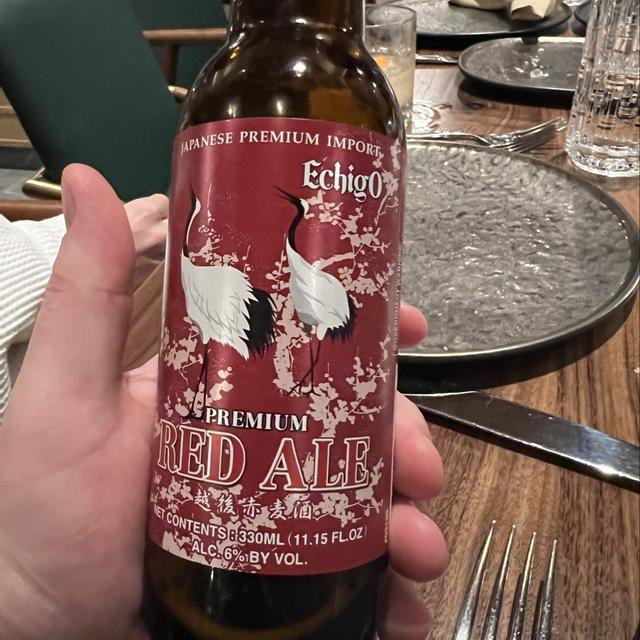 JAPANESE PREMIUM IMPORT
EchigO
PREMIUM
RED ALE
越後赤麦酒
NET CONTENTS : 330ML (11.15 FL.OZ)
ALC. 6% BY VOL.